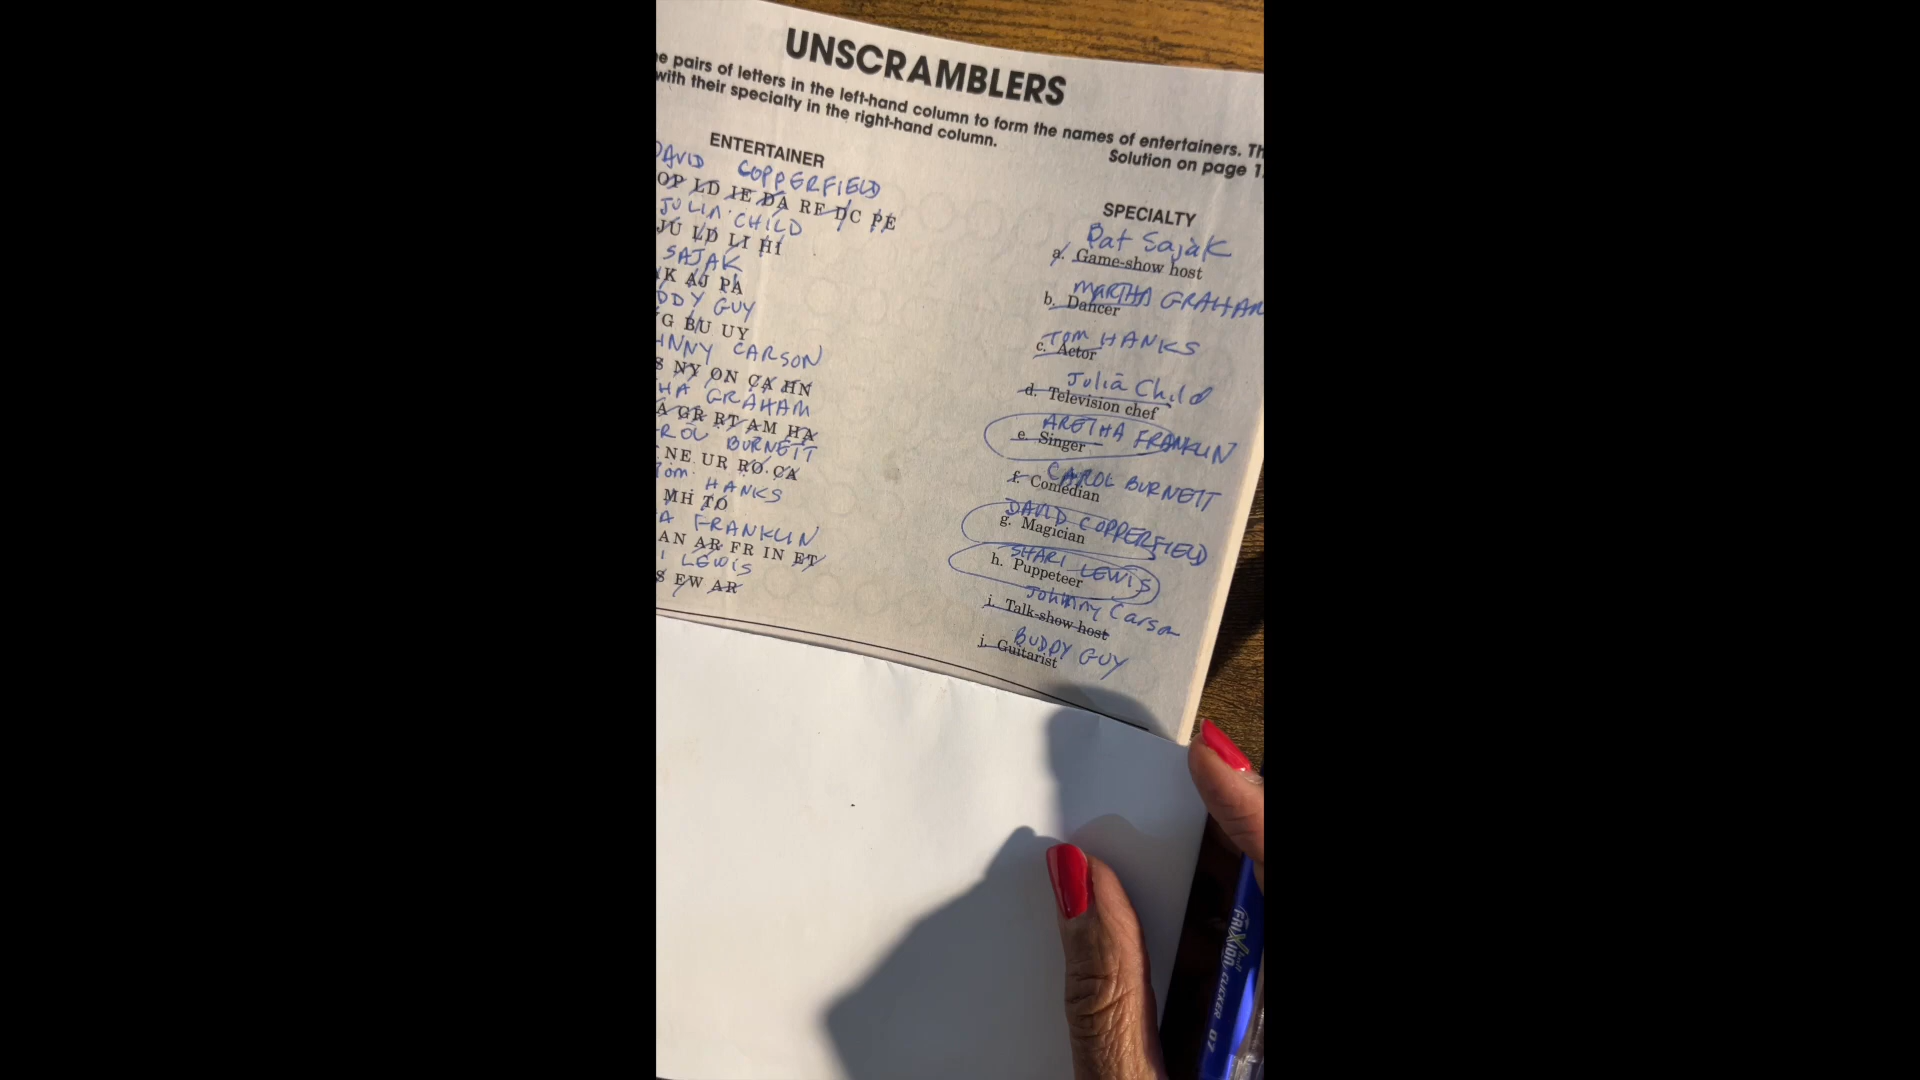 UNSCRAMBLERS
pairs of letters in the left-hand column to form the names of entertainers.
with their specialty in the right-hand column.
Solution on page
ENTERTAINER
DAVID COPPERFIELD
OP LD IE DA RF DC PE
JULIA CHILD
JU LD LI HI
SAJAK
K AJ PA
DDY GUY
G BU UY
HNNY CARSON
S NY ON CA HN
HA GRAHAM
A GR RT AM HA
ROL BURNETT
NE UR RO CA
Tom HANKS
MH TO
A FRANKLIN
AN AR FR IN ET
I LEWIS
S EW AR
SPECIALTY
Pat Sajak
a. Game-show host
MARTHA GRAHAM
b. Dancer
Tom HANKS
c. Actor
Julia Child
d. Television chef
ARETHA FRANKLIN
e. Singer
CAROL BURNETT
f. Comedian
DAVID COPPERFIELD
g. Magician
SHARI LEWIS
h. Puppeteer
Johnny Carson
i. Talk-show host
BUDDY GUY
j. Guitarist
FRIXION CLICKER 07